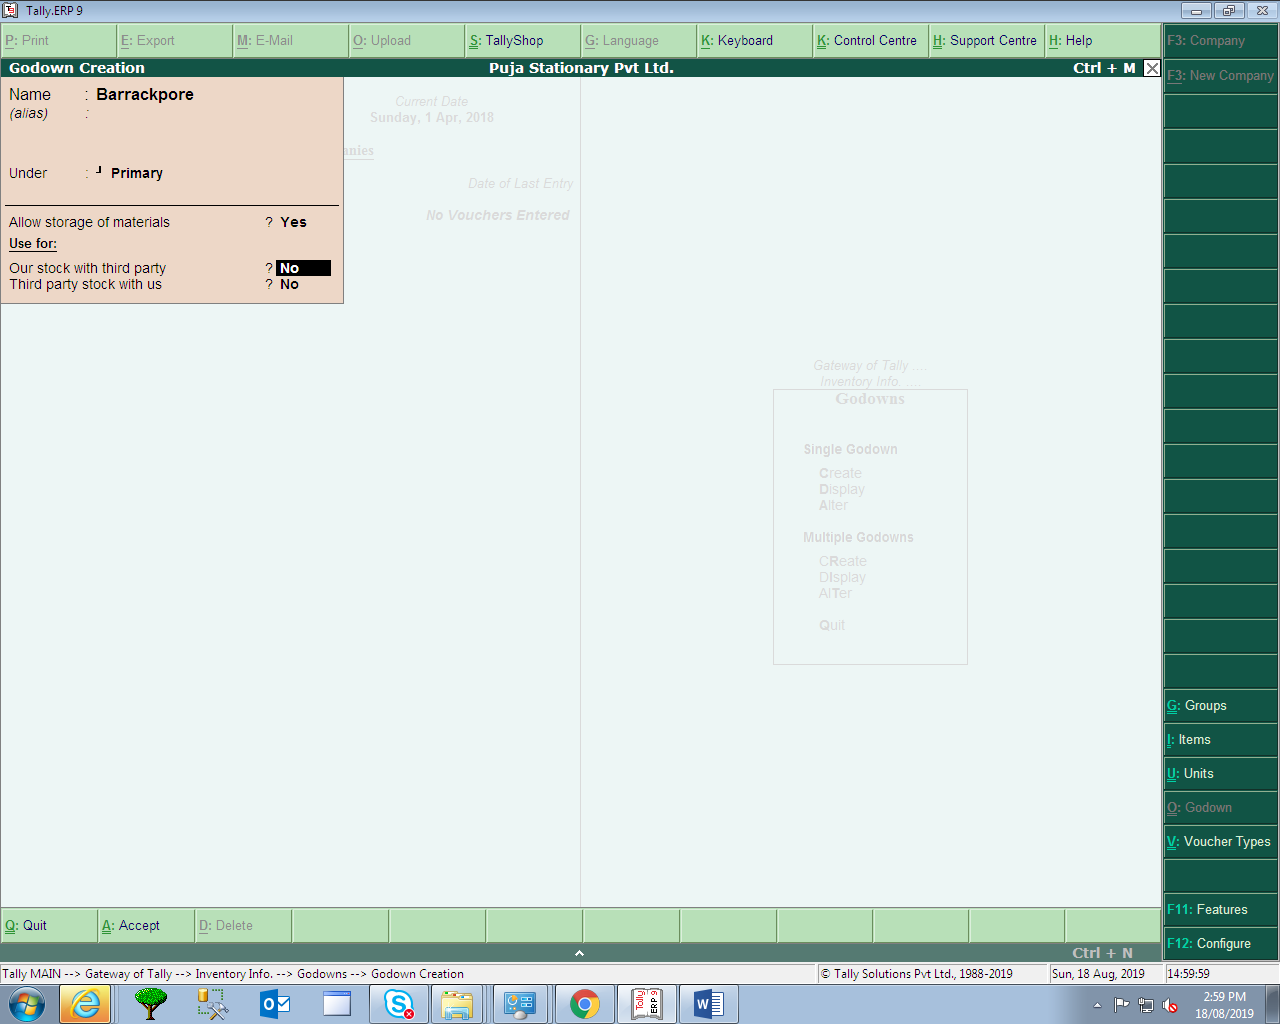 Tally.ERP 9
P: Print E: Export M: E-Mail O: Upload S: TallyShop G: Language K: Keyboard K: Control Centre H: Support Centre H: Help
F3: Company
Godown Creation Puja Stationary Pvt Ltd. Ctrl + M
F3: New Company
Name : Barrackpore
(alias) :
Current Date
Sunday, 1 Apr, 2018
anies
Under : Primary
Date of Last Entry
No Vouchers Entered
Allow storage of materials ? Yes
Use for:
Our stock with third party ? No
Third party stock with us ? No
Gateway of Tally ....
Inventory Info. ....
Godowns
Single Godown
Create
Display
Alter
Multiple Godowns
CReate
DIsplay
AlTer
Quit
G: Groups
I: Items
U: Units
O: Godown
V: Voucher Types
F11: Features
F12: Configure
Q: Quit A: Accept D: Delete
Ctrl + N
Tally MAIN --> Gateway of Tally --> Inventory Info. --> Godowns --> Godown Creation © Tally Solutions Pvt Ltd., 1988-2019 Sun, 18 Aug, 2019 14:59:59
2:59 PM
18/08/2019